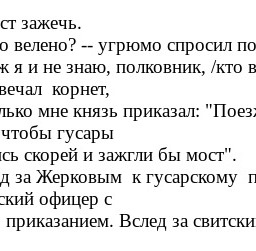 ст зажечь.
о велено? -- угрюмо спросил по
ж я и не знаю, полковник, /кто в
вечал корнет,
лько мне князь приказал: "Поез
чтобы гусары
сь скорей и зажгли бы мост".
д за Жерковым к гусарскому п
ский офицер с
приказанием. Вслед за свитски